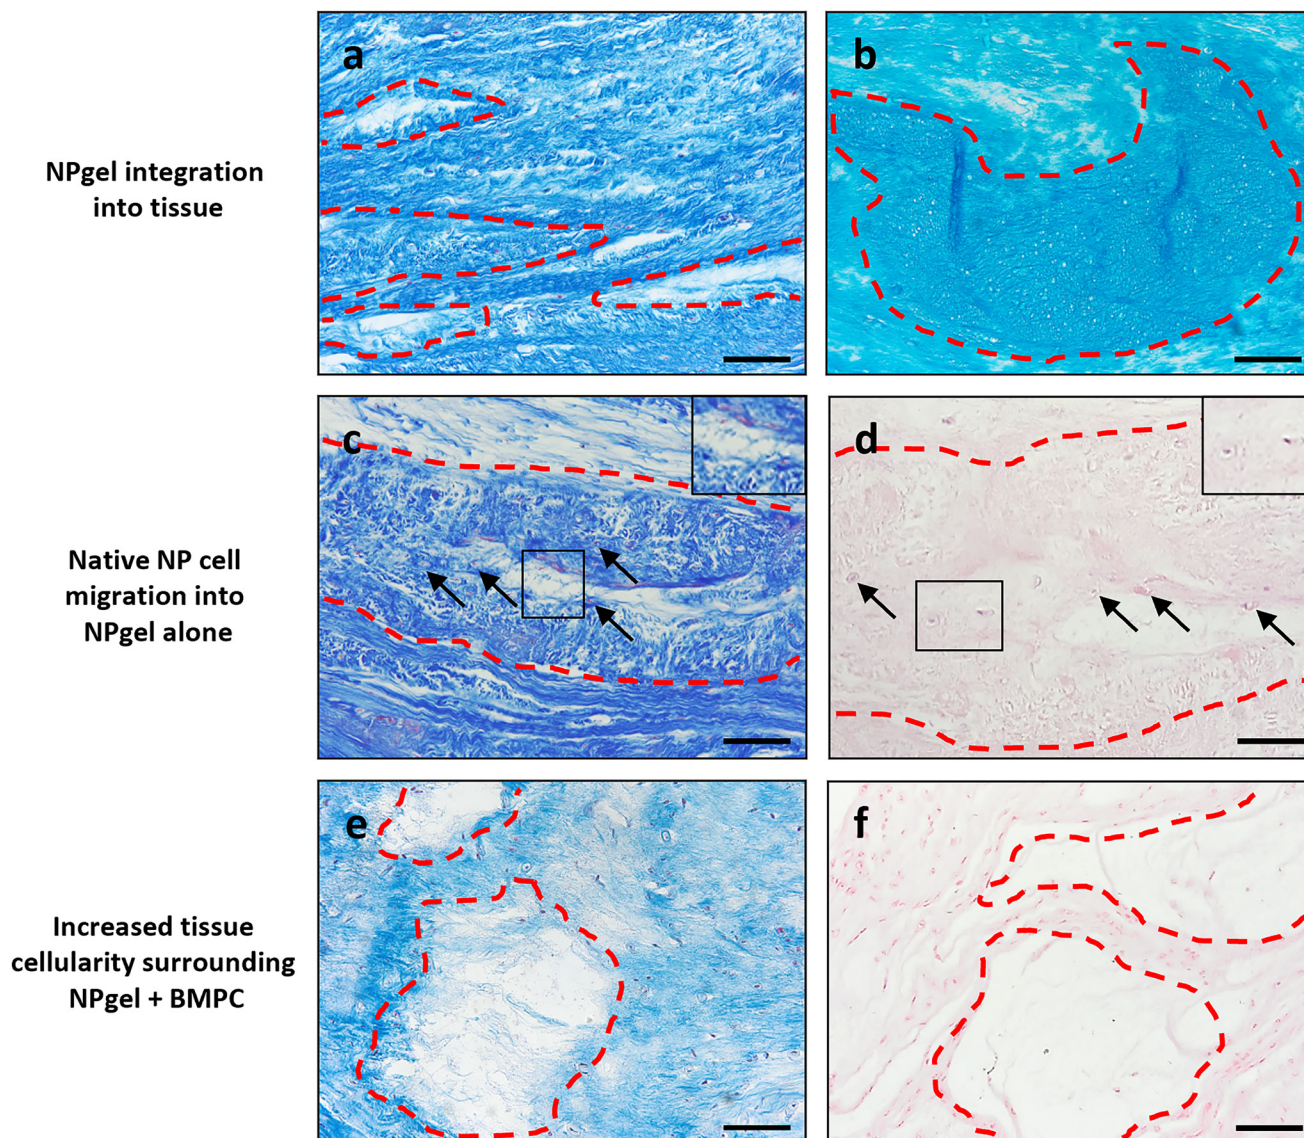 a
b
NPgel integration
into tissue
c
d
Native NP cell
migration into
NPgel alone
e
f
Increased tissue
cellularity surrounding
NPgel + BMPC